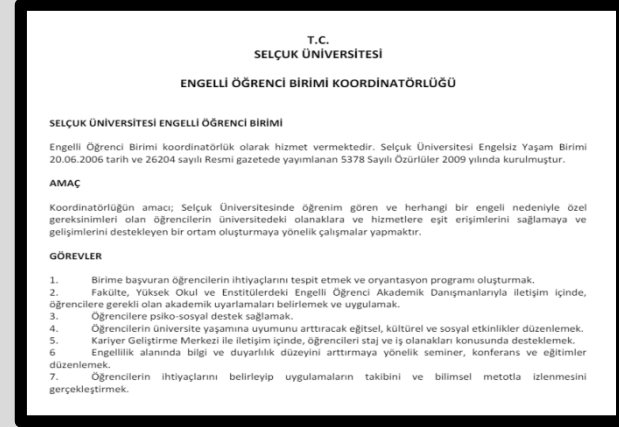 T.C.
SELÇUK ÜNİVERSİTESİ
ENGELLİ ÖĞRENCİ BİRİMİ KOORDİNATÖRLÜĞÜ
SELÇUK ÜNİVERSİTESİ ENGELLİ ÖĞRENCİ BİRİMİ
Engelli Öğrenci Birimi koordinatörlük olarak hizmet vermektedir. Selçuk Üniversitesi Engelsiz Yaşam Birimi
20.06.2006 tarih ve 26204 sayılı Resmi gazetede yayımlanan 5378 Sayılı Özürlüler 2009 yılında kurulmuştur.
AMAÇ
Koordinatörlüğün amacı; Selçuk Üniversitesinde öğrenim gören ve herhangi bir engeli nedeniyle özel
gereksinimleri olan öğrencilerin üniversitedeki olanaklara ve hizmetlere eşit erişimlerini sağlamaya ve
gelişimlerini destekleyen bir ortam oluşturmaya yönelik çalışmalar yapmaktır.
GÖREVLER
1. Birime başvuran öğrencilerin ihtiyaçlarını tespit etmek ve oryantasyon programı oluşturmak.
2. Fakülte, Yüksek Okul ve Enstitülerdeki Engelli Öğrenci Akademik Danışmanlarıyla iletişim içinde,
öğrencilere gerekli olan akademik uyarlamaları belirlemek ve uygulamak.
3. Öğrencilere psiko-sosyal destek sağlamak.
4. Öğrencilerin üniversite yaşamına uyumunu arttıracak eğitsel, kültürel ve sosyal etkinlikler düzenlemek.
5. Kariyer Geliştirme Merkezi ile iletişim içinde, öğrencileri staj ve iş olanakları konusunda desteklemek.
6 Engellilik alanında bilgi ve duyarlılık düzeyini arttırmaya yönelik seminer, konferans ve eğitimler
düzenlemek.
7. Öğrencilerin ihtiyaçlarını belirleyip uygulamaların takibini ve bilimsel metotla izlenmesini
gerçekleştirmek.